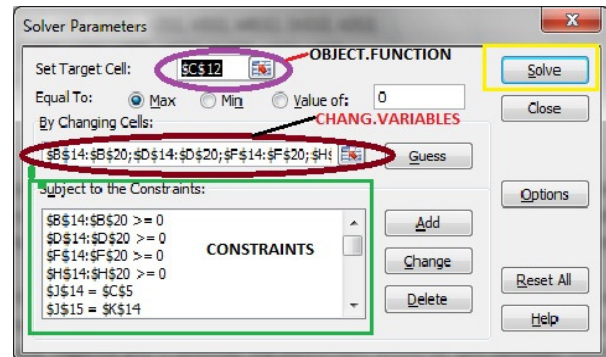 Solver Parameters
OBJECT.FUNCTION
Set Target Cell: $C$12 Solve
Equal To: Max Min Value of: 0 Close
By Changing Cells: CHANG.VARIABLES
$B$14:$B$20;$D$14:$D$20;$F$14:$F$20;$H$ Guess
Subject to the Constraints: Options
$B$14:$B$20 >= 0
$D$14:$D$20 >= 0 Add
$F$14:$F$20 >= 0 CONSTRAINTS
$H$14:$H$20 >= 0 Change
$J$14 = $C$5 Reset All
$J$15 = $K$14 Delete
Help